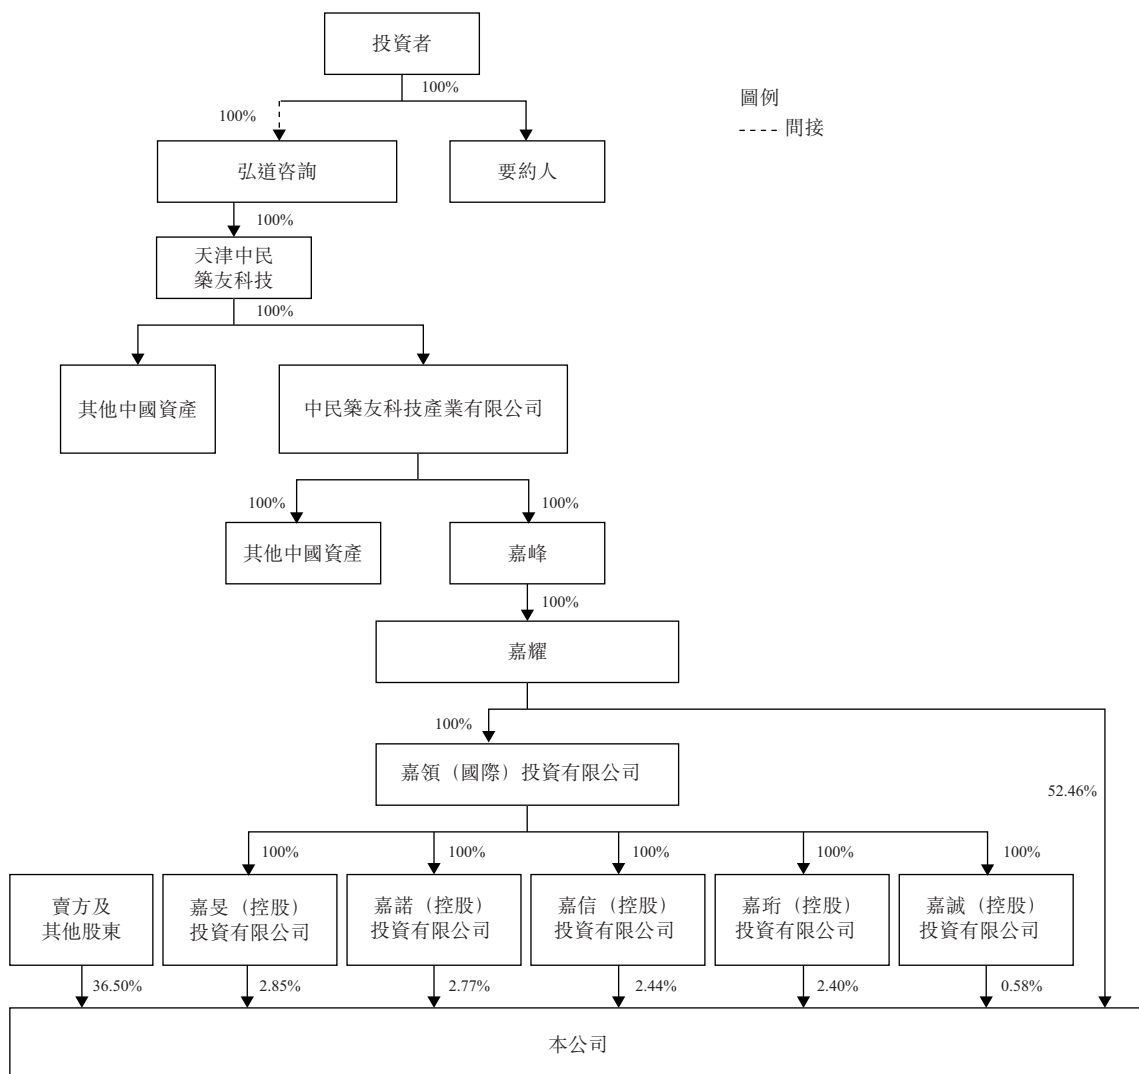 投資者
100%
圖例
100%
---- 間接
弘道咨詢
要約人
100%
天津中民
築友科技
100%
其他中國資產
中民築友科技產業有限公司
100%
100%
其他中國資產
嘉峰
100%
嘉耀
100%
嘉領（國際）投資有限公司
52.46%
100%
100%
100%
100%
100%
賣方及
其他股東
嘉旻（控股）
投資有限公司
嘉諾（控股）
投資有限公司
嘉信（控股）
投資有限公司
嘉珩（控股）
投資有限公司
嘉誠（控股）
投資有限公司
36.50%
2.85%
2.77%
2.44%
2.40%
0.58%
本公司